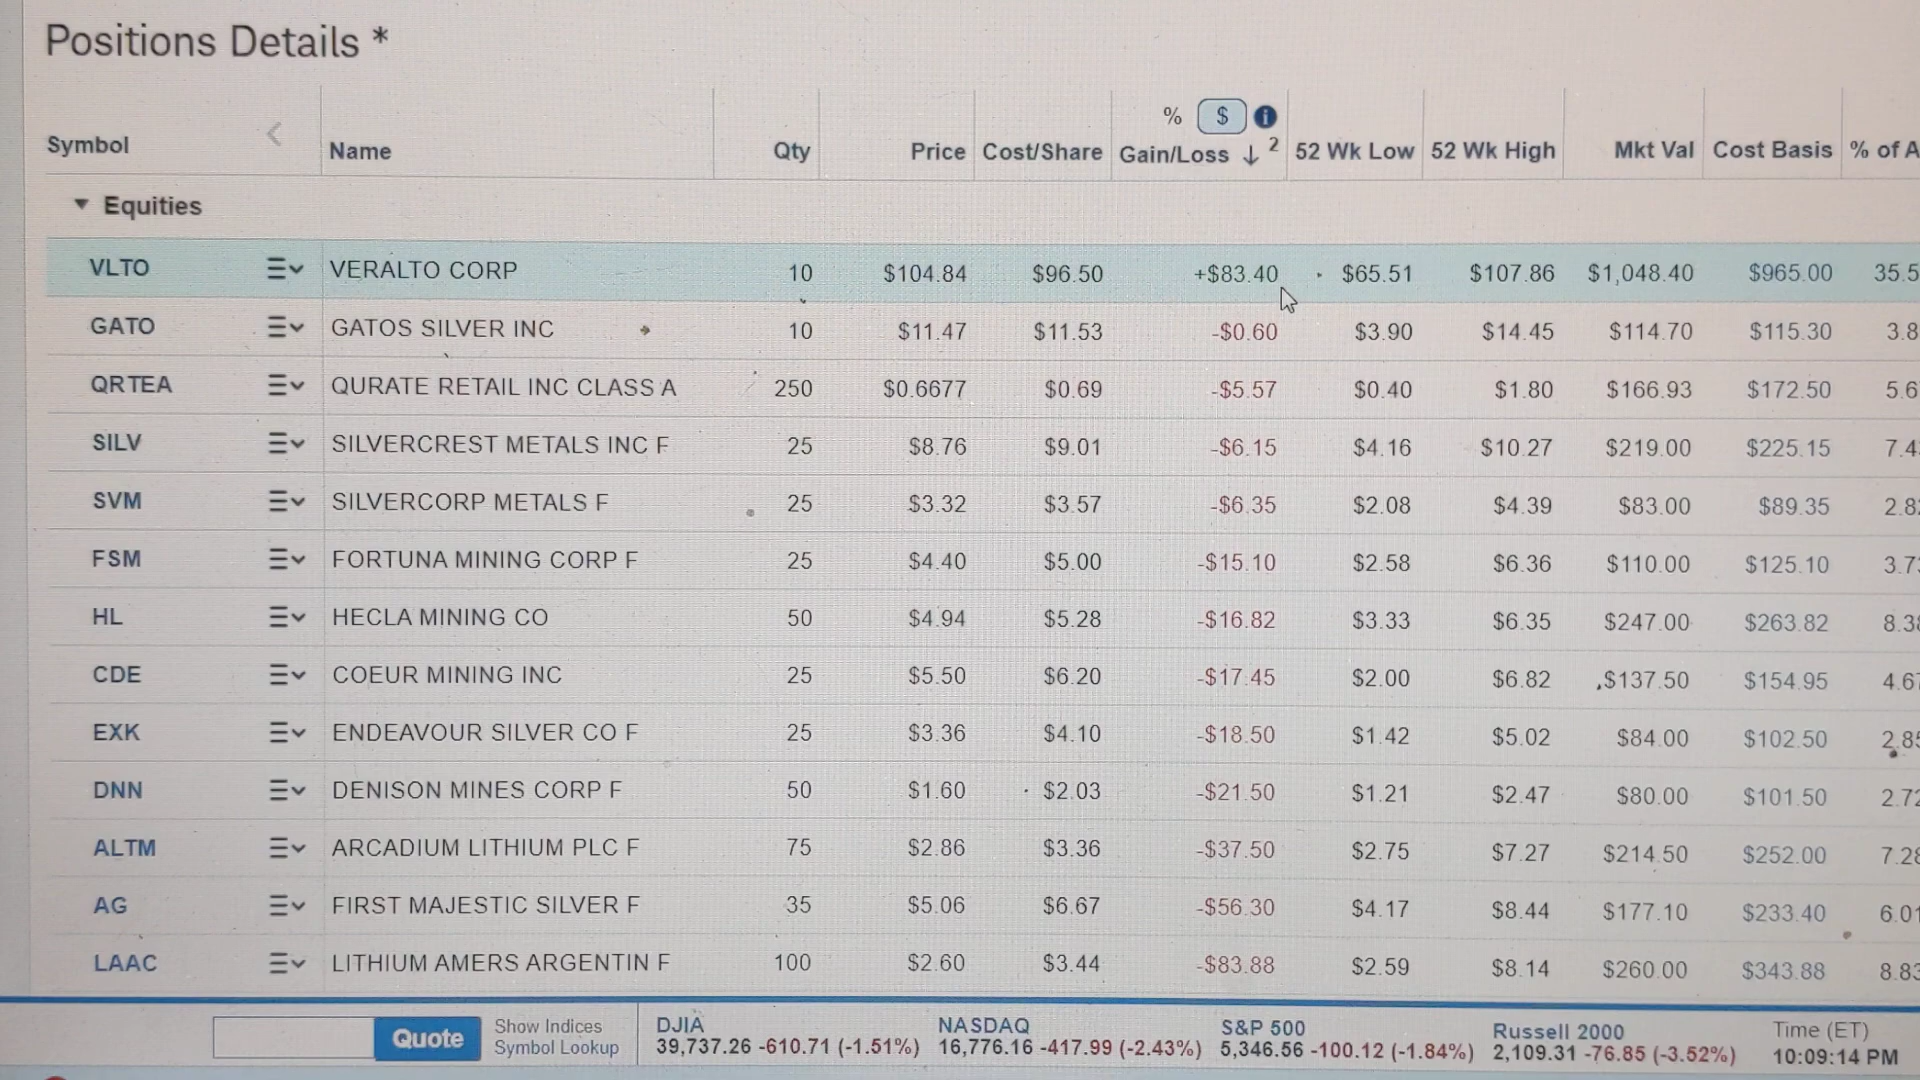 Positions Details *
% $ i
Symbol Name Qty Price Cost/Share Gain/Loss ↓ 2 52 Wk Low 52 Wk High Mkt Val Cost Basis % of A
Equities
VLTO VERALTO CORP 10 $104.84 $96.50 +$83.40 $65.51 $107.86 $1,048.40 $965.00 35.5
GATO GATOS SILVER INC 10 $11.47 $11.53 -$0.60 $3.90 $14.45 $114.70 $115.30 3.8
QRTEA QURATE RETAIL INC CLASS A 250 $0.6677 $0.69 -$5.57 $0.40 $1.80 $166.93 $172.50 5.6
SILV SILVERCREST METALS INC F 25 $8.76 $9.01 -$6.15 $4.16 $10.27 $219.00 $225.15 7.4
SVM SILVERCORP METALS F 25 $3.32 $3.57 -$6.35 $2.08 $4.39 $83.00 $89.35 2.8
FSM FORTUNA MINING CORP F 25 $4.40 $5.00 -$15.10 $2.58 $6.36 $110.00 $125.10 3.7
HL HECLA MINING CO 50 $4.94 $5.28 -$16.82 $3.33 $6.35 $247.00 $263.82 8.3
CDE COEUR MINING INC 25 $5.50 $6.20 -$17.45 $2.00 $6.82 $137.50 $154.95 4.67
EXK ENDEAVOUR SILVER CO F 25 $3.36 $4.10 -$18.50 $1.42 $5.02 $84.00 $102.50 2.85
DNN DENISON MINES CORP F 50 $1.60 $2.03 -$21.50 $1.21 $2.47 $80.00 $101.50 2.72
ALTM ARCADIUM LITHIUM PLC F 75 $2.86 $3.36 -$37.50 $2.75 $7.27 $214.50 $252.00 7.28
AG FIRST MAJESTIC SILVER F 35 $5.06 $6.67 -$56.30 $4.17 $8.44 $177.10 $233.40 6.01
LAAC LITHIUM AMERS ARGENTIN F 100 $2.60 $3.44 -$83.88 $2.59 $8.14 $260.00 $343.88 8.83
Quote
Show Indices
Symbol Lookup
DJIA
39,737.26 -610.71 (-1.51%)
NASDAQ
16,776.16 -417.99 (-2.43%)
S&P 500
5,346.56 -100.12 (-1.84%)
Russell 2000
2,109.31 -76.85 (-3.52%)
Time (ET)
10:09:14 PM